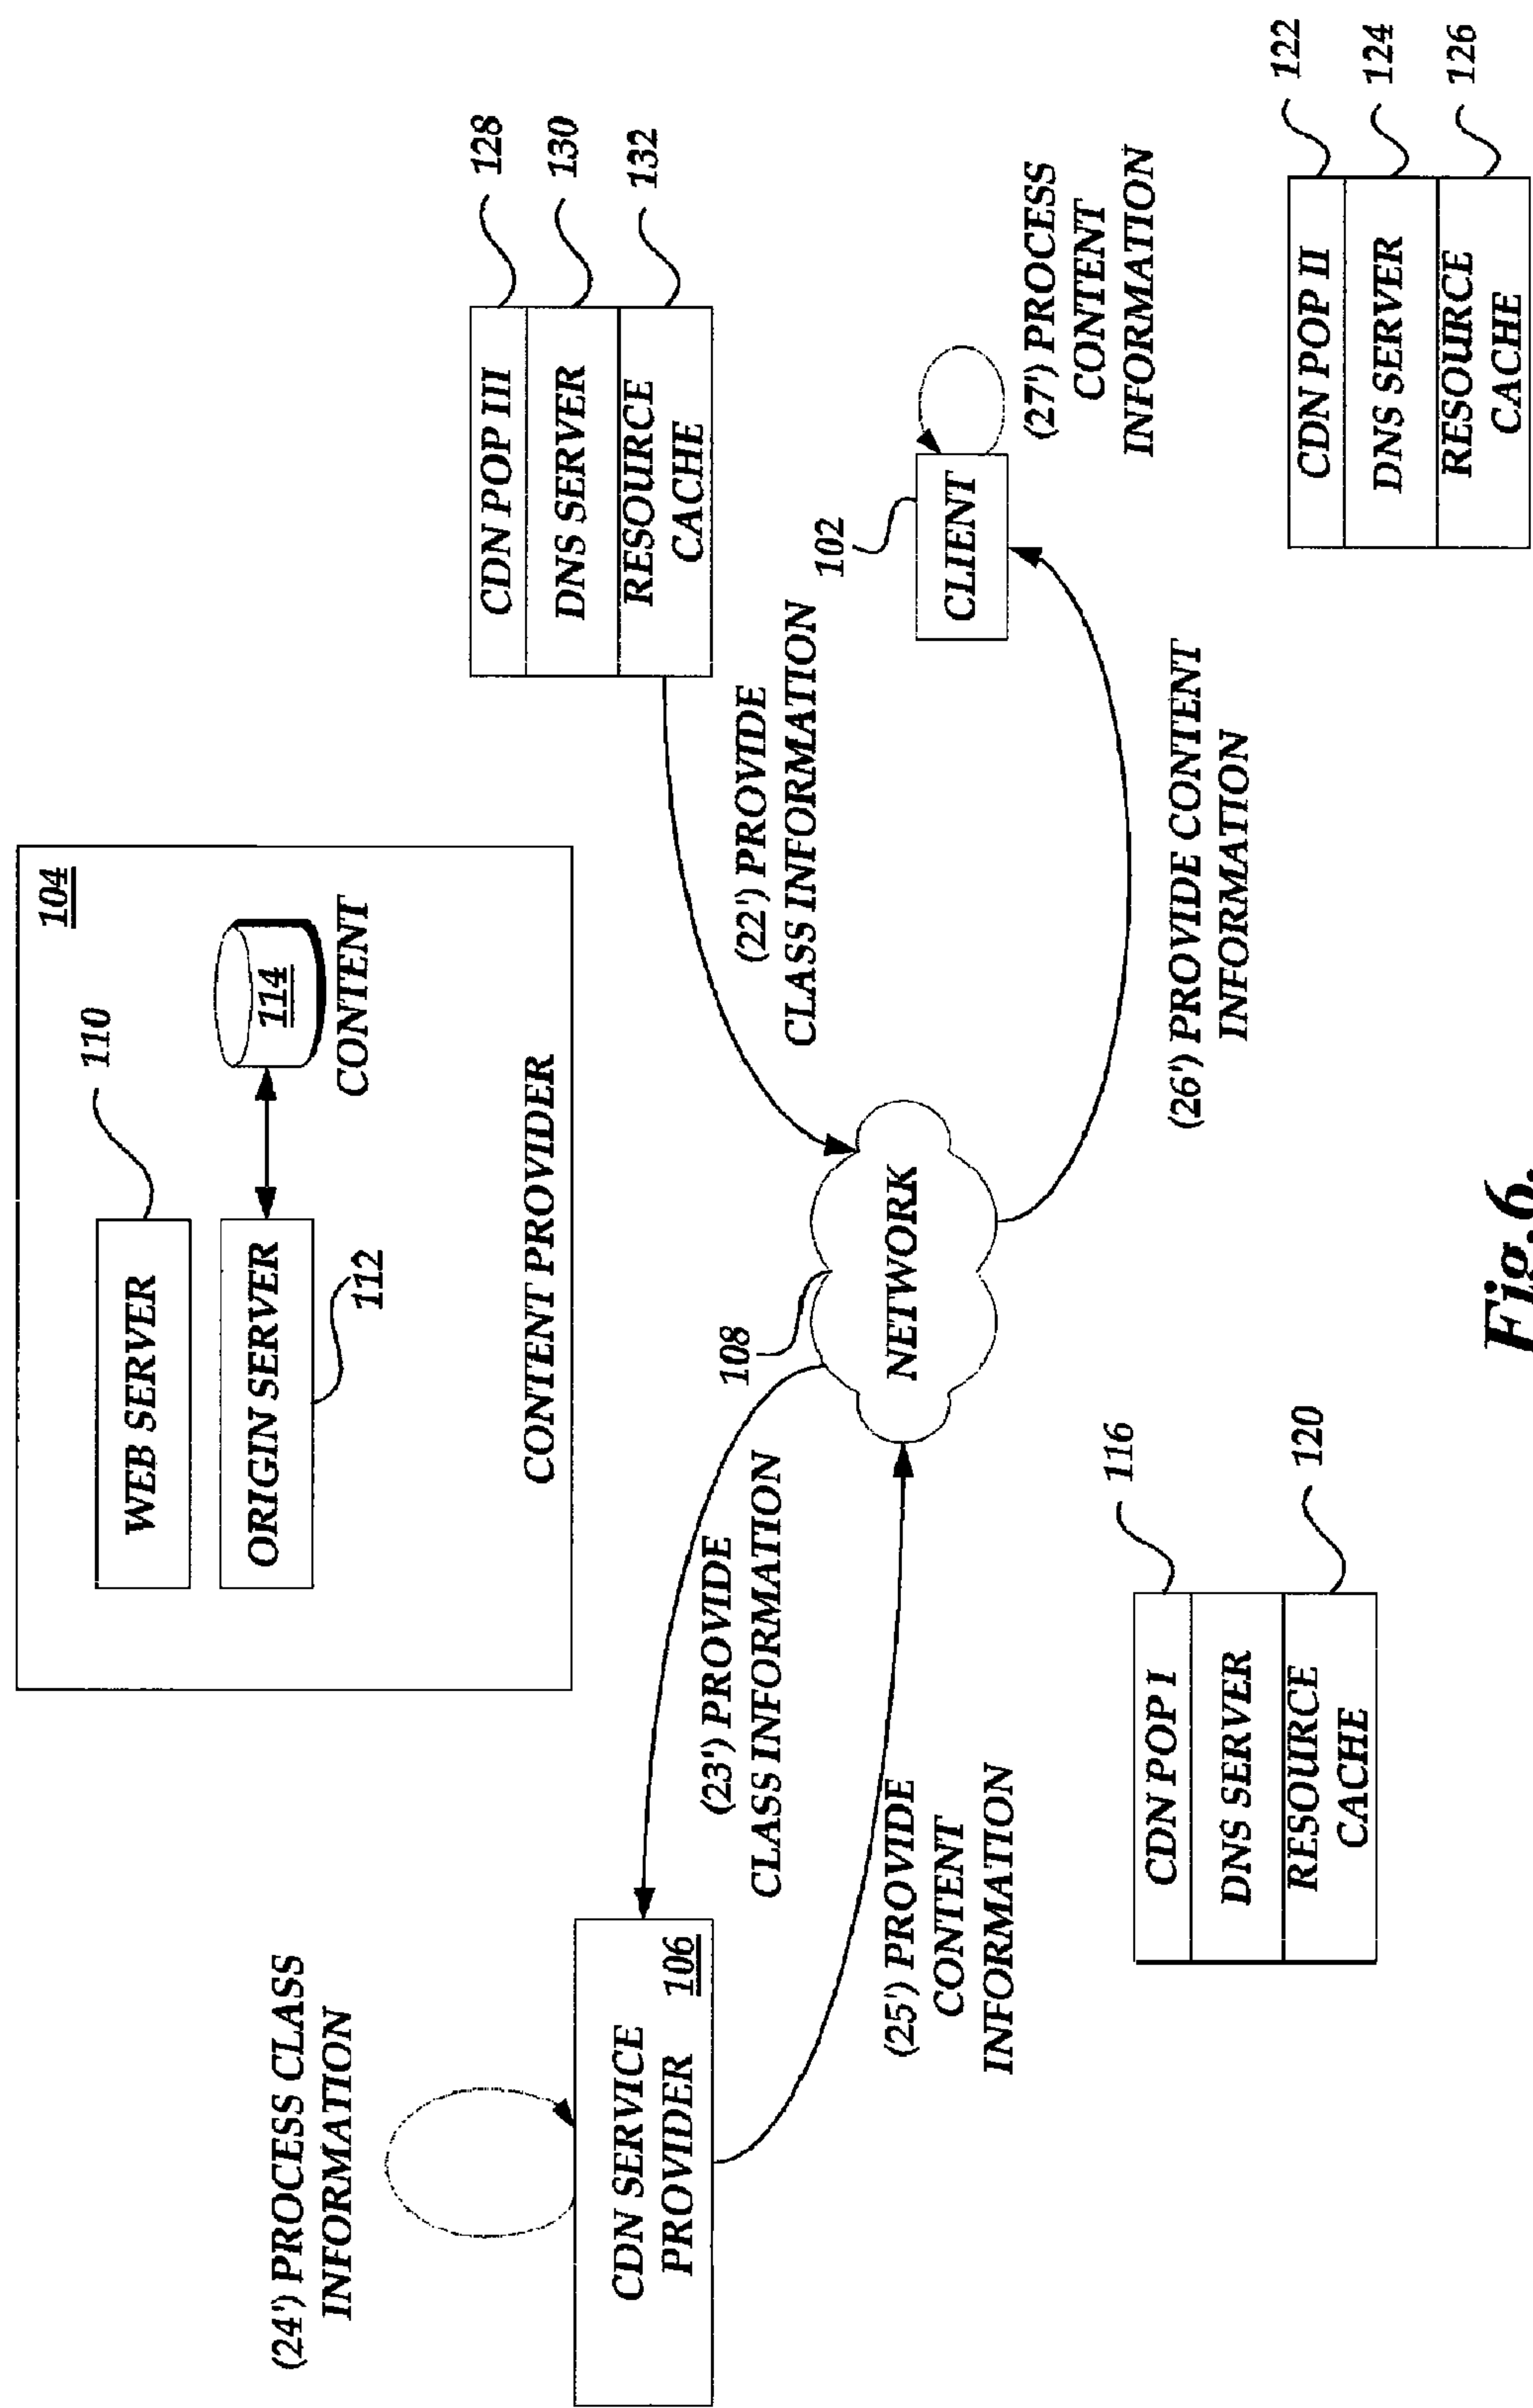 104
110
WEB SERVER
ORIGIN SERVER
114
CONTENT
112
CONTENT PROVIDER
(24') PROCESS CLASS
INFORMATION
CDN SERVICE
PROVIDER
106
(23') PROVIDE
CLASS INFORMATION
(25') PROVIDE
CONTENT
INFORMATION
108
NETWORK
(22') PROVIDE
CLASS INFORMATION
CDN POP III
DNS SERVER
RESOURCE
CACHE
128
130
132
102
CLIENT
(27') PROCESS
CONTENT
INFORMATION
(26') PROVIDE CONTENT
INFORMATION
CDN POP I
DNS SERVER
RESOURCE
CACHE
116
120
CDN POP II
DNS SERVER
RESOURCE
CACHE
122
124
126
Fig.6.